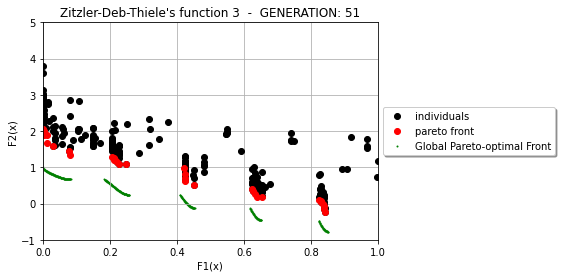 Zitzler-Deb-Thiele's function 3 - GENERATION: 51
5
4
3
2
1
0
-1
F2(x)
0.0 0.2 0.4 0.6 0.8 1.0
F1(x)
individuals
pareto front
Global Pareto-optimal Front